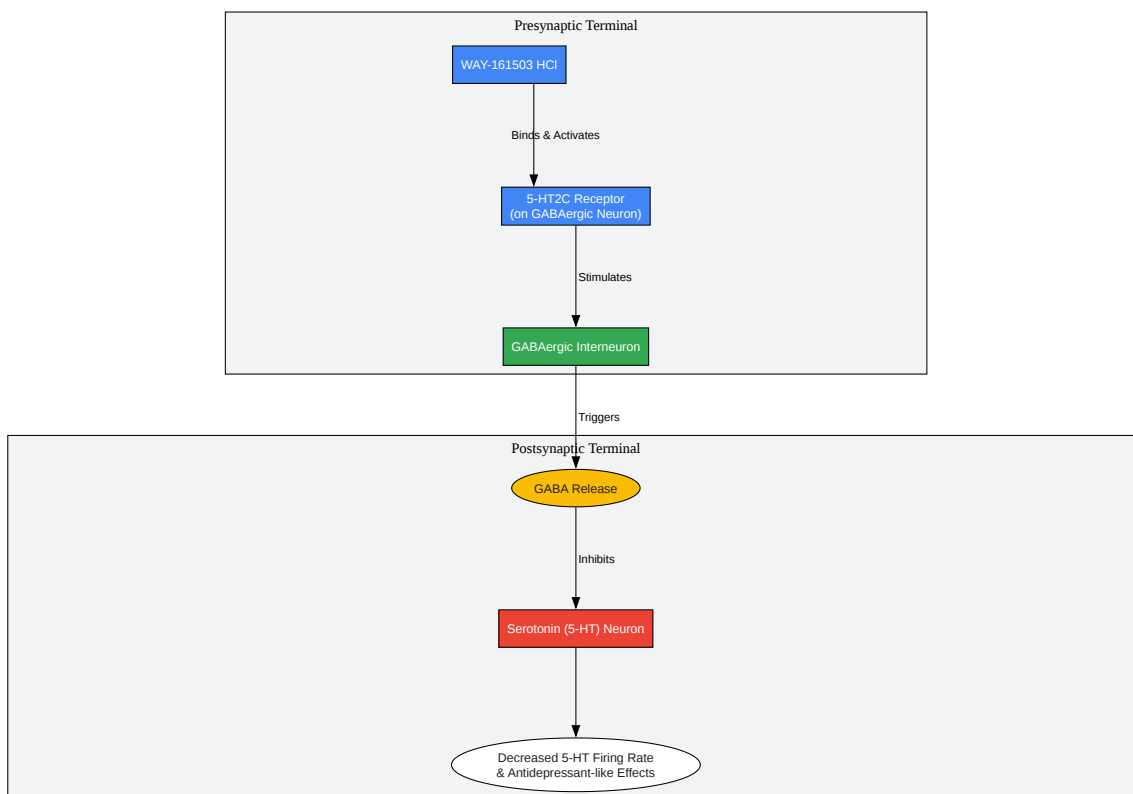 Presynaptic Terminal
WAY-161503 HCl
Binds & Activates
5-HT2C Receptor
(on GABAergic Neuron)
Stimulates
GABAergic Interneuron
Triggers
Postsynaptic Terminal
GABA Release
Inhibits
Serotonin (5-HT) Neuron
Decreased 5-HT Firing Rate
& Antidepressant-like Effects